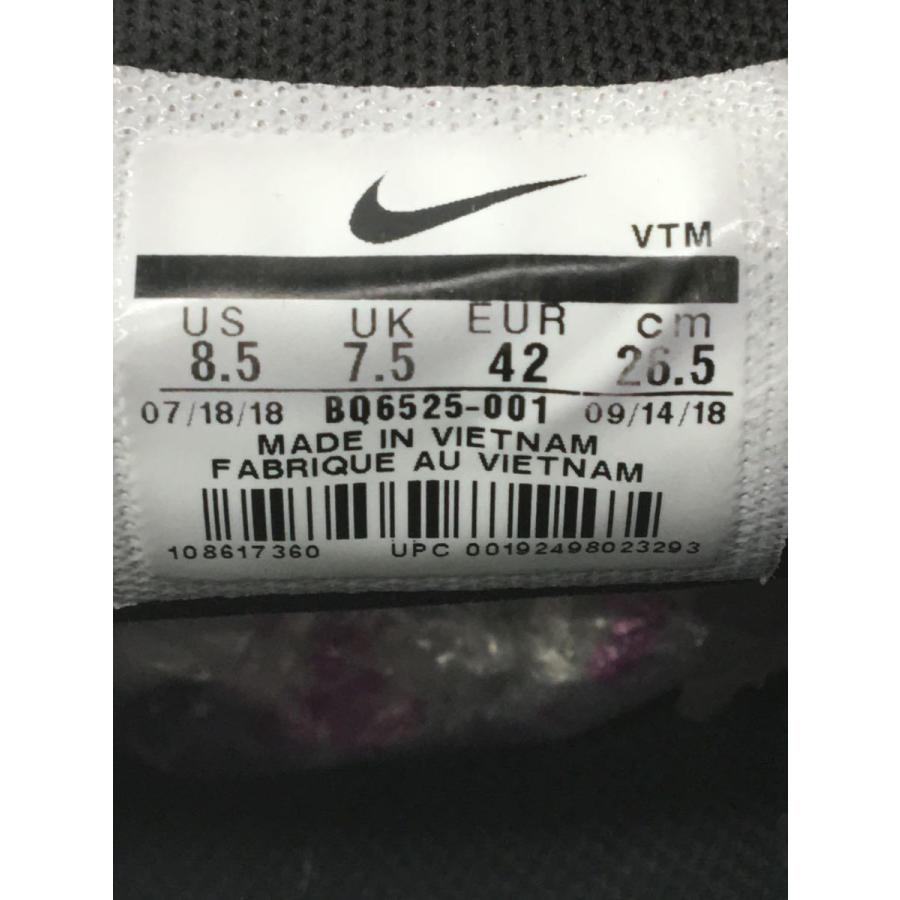 VTM
US UK EUR cm
8.5 7.5 42 26.5
07/18/18 BQ6525-001 09/14/18
MADE IN VIETNAM
FABRIQUE AU VIETNAM
108617360 UPC 00192498023293